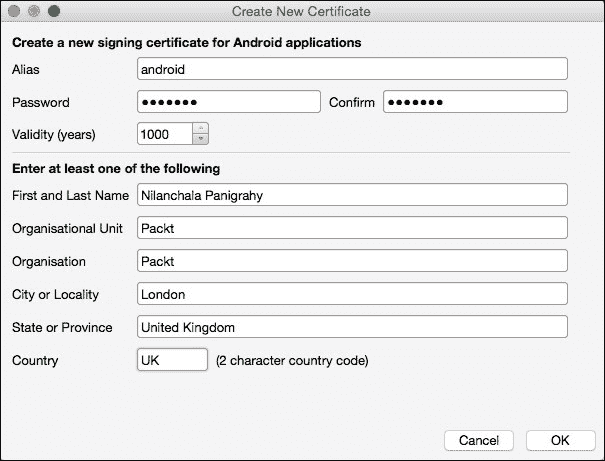 Create New Certificate
Create a new signing certificate for Android applications
Alias android
Password ●●●●●●● Confirm ●●●●●●●
Validity (years) 1000
Enter at least one of the following
First and Last Name Nilanchala Panigrahy
Organisational Unit Packt
Organisation Packt
City or Locality London
State or Province United Kingdom
Country UK (2 character country code)
Cancel OK